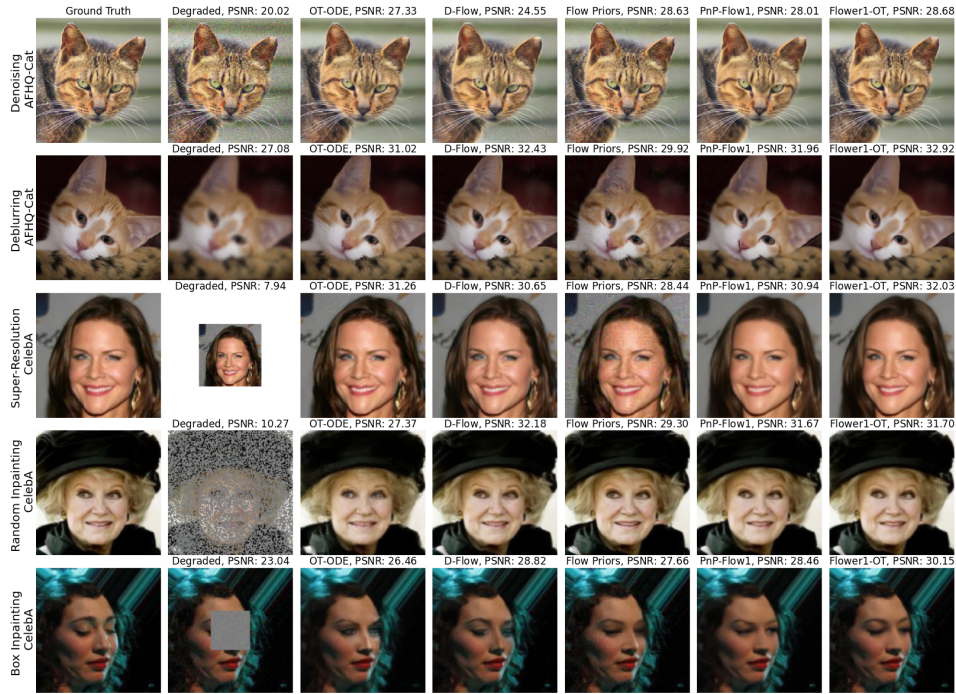 Ground Truth
Degraded, PSNR: 20.02
OT-ODE, PSNR: 27.33
D-Flow, PSNR: 24.55
Flow Priors, PSNR: 28.63
PnP-Flow1, PSNR: 28.01
Flower1-OT, PSNR: 28.68
Denoising
AFHQ-Cat
Degraded, PSNR: 27.08
OT-ODE, PSNR: 31.02
D-Flow, PSNR: 32.43
Flow Priors, PSNR: 29.92
PnP-Flow1, PSNR: 31.96
Flower1-OT, PSNR: 32.92
Deblurring
AFHQ-Cat
Degraded, PSNR: 7.94
OT-ODE, PSNR: 31.26
D-Flow, PSNR: 30.65
Flow Priors, PSNR: 28.44
PnP-Flow1, PSNR: 30.94
Flower1-OT, PSNR: 32.03
Super-Resolution
CelebA
Degraded, PSNR: 10.27
OT-ODE, PSNR: 27.37
D-Flow, PSNR: 32.18
Flow Priors, PSNR: 29.30
PnP-Flow1, PSNR: 31.67
Flower1-OT, PSNR: 31.70
Random Inpainting
CelebA
Degraded, PSNR: 23.04
OT-ODE, PSNR: 26.46
D-Flow, PSNR: 28.82
Flow Priors, PSNR: 27.66
PnP-Flow1, PSNR: 28.46
Flower1-OT, PSNR: 30.15
Box Inpainting
CelebA